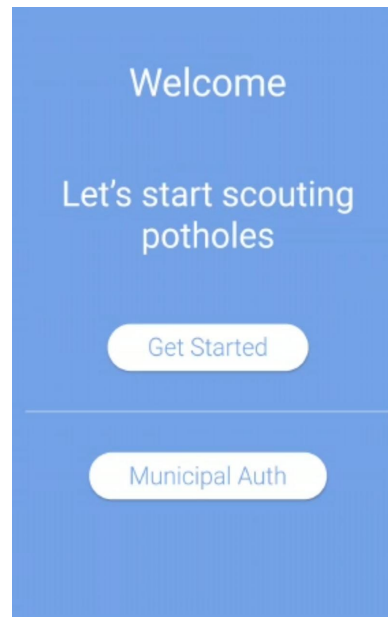 Welcome
Let’s start scouting
potholes
Get Started
Municipal Auth